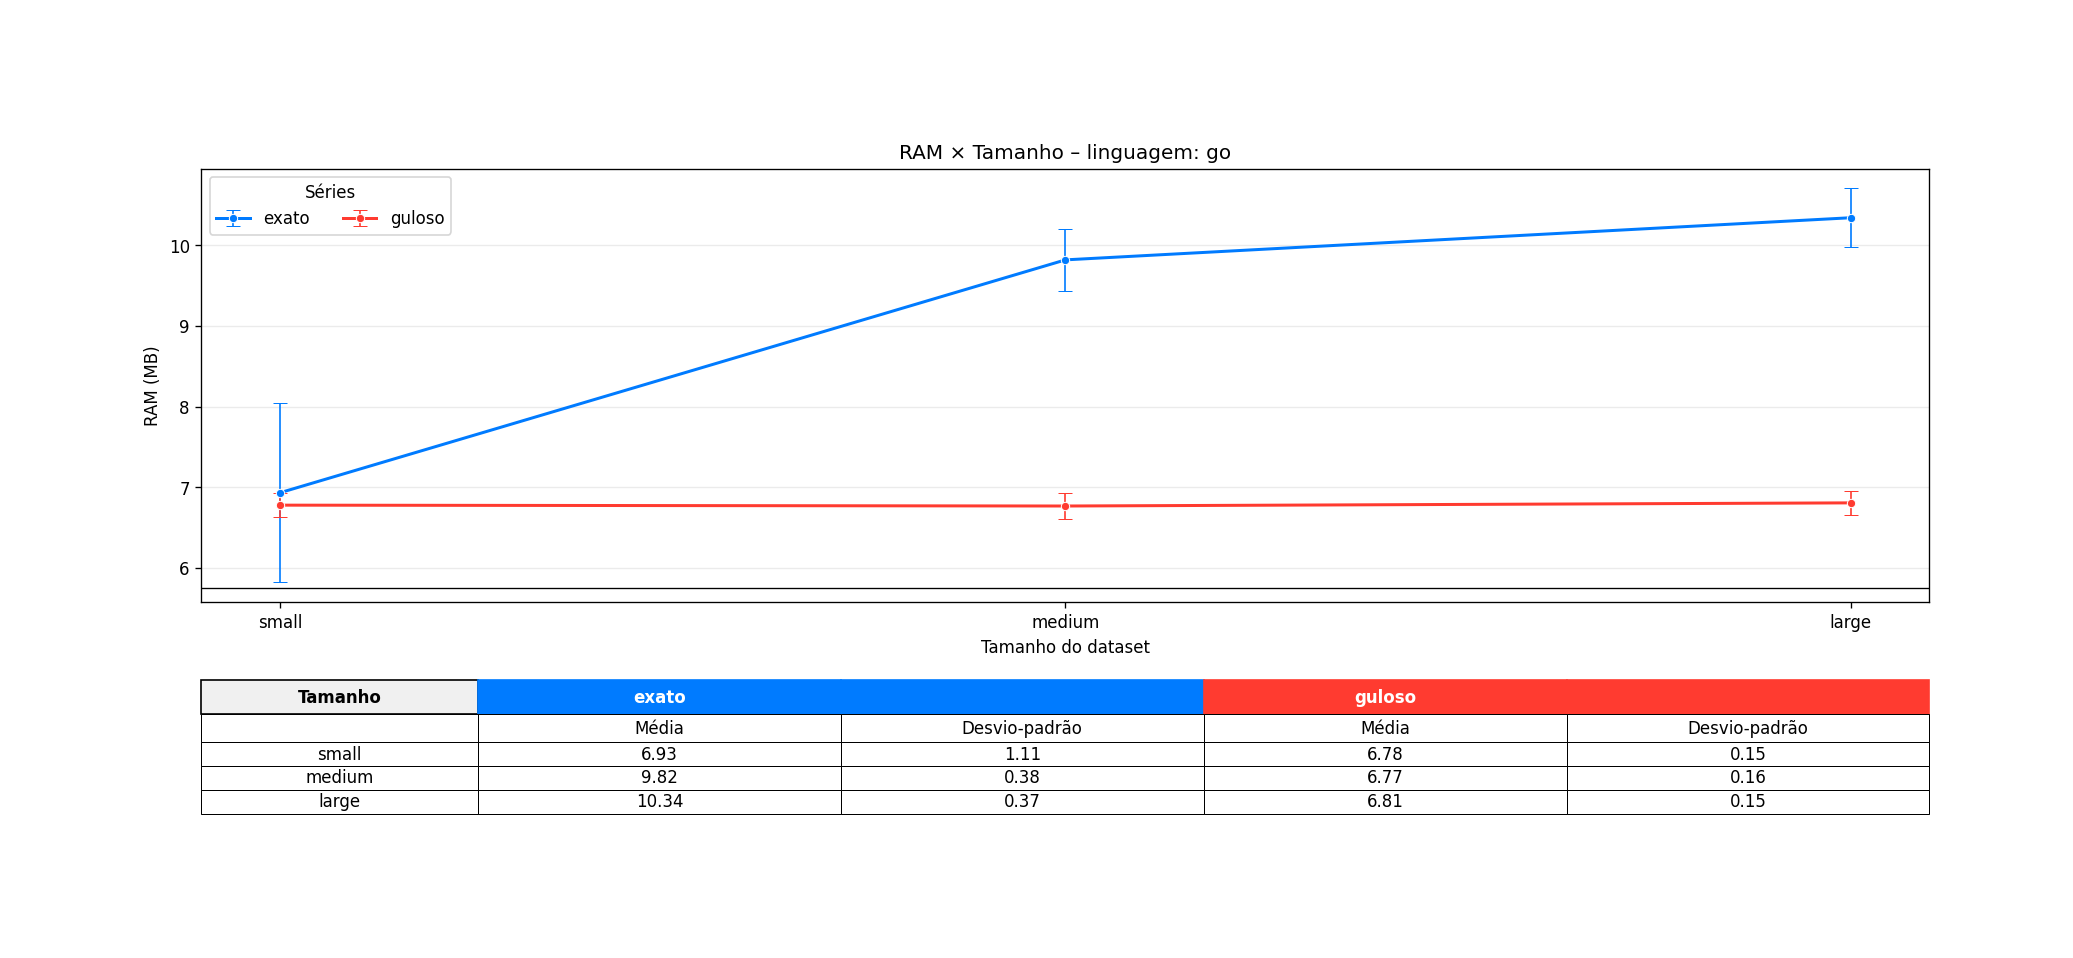 RAM × Tamanho – linguagem: go
Séries
exato guloso
10
9
8
7
6
RAM (MB)
small medium large
Tamanho do dataset
Tamanho exato guloso
Média Desvio-padrão Média Desvio-padrão
small 6.93 1.11 6.78 0.15
medium 9.82 0.38 6.77 0.16
large 10.34 0.37 6.81 0.15